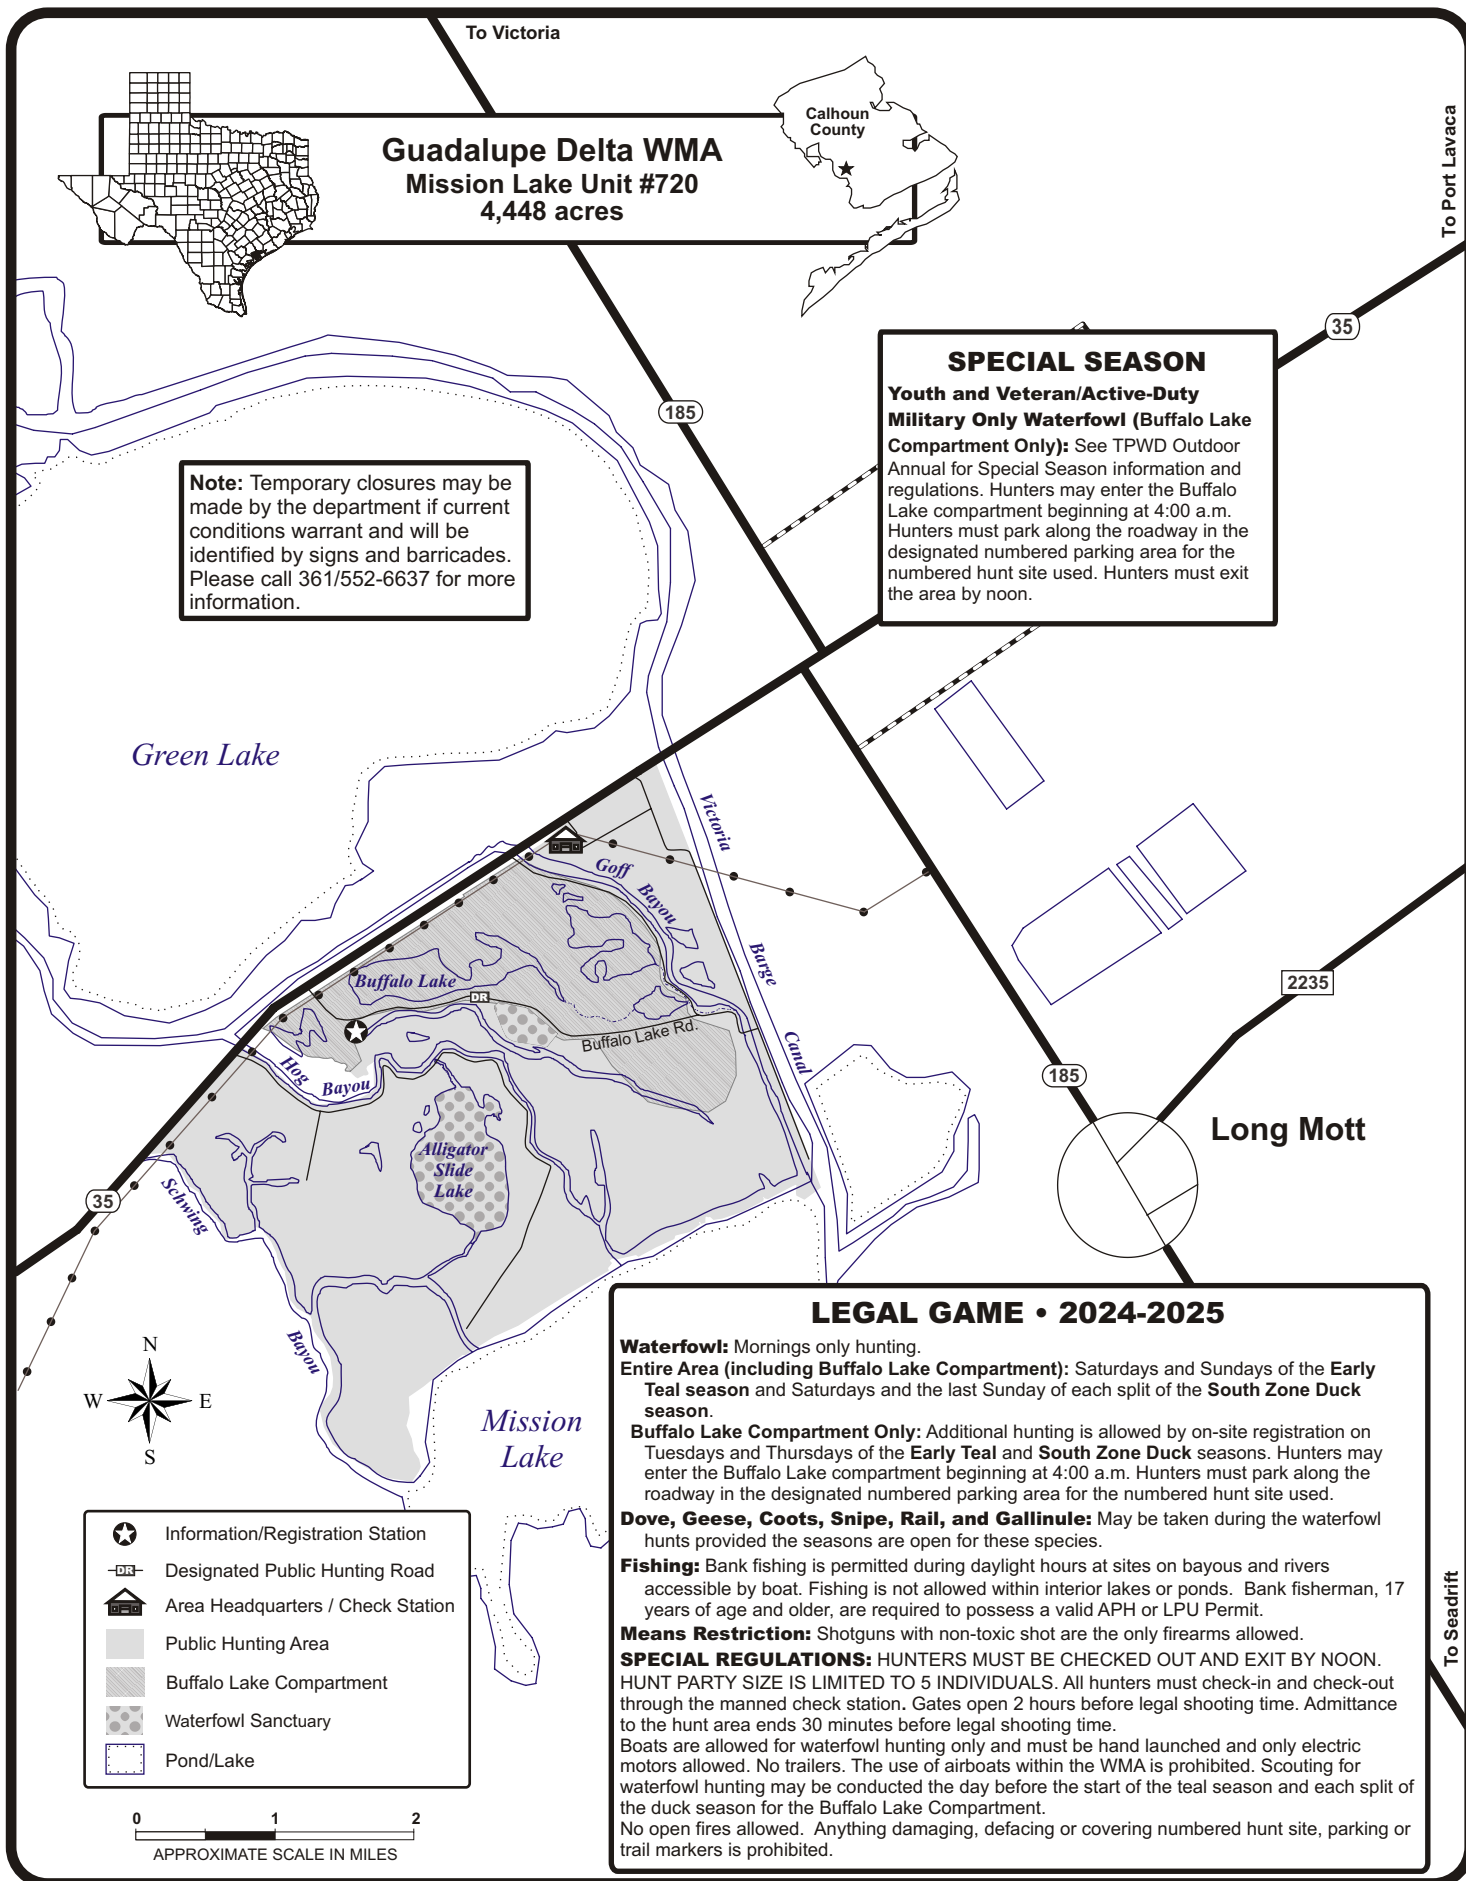 To Victoria
Guadalupe Delta WMA
Mission Lake Unit #720
4,448 acres
Calhoun
County
To Port Lavaca
35
185
SPECIAL SEASON
Youth and Veteran/Active-Duty
Military Only Waterfowl (Buffalo Lake
Compartment Only): See TPWD Outdoor
Annual for Special Season information and
regulations. Hunters may enter the Buffalo
Lake compartment beginning at 4:00 a.m.
Hunters must park along the roadway in the
designated numbered parking area for the
numbered hunt site used. Hunters must exit
the area by noon.
Note: Temporary closures may be
made by the department if current
conditions warrant and will be
identified by signs and barricades.
Please call 361/552-6637 for more
information.
Green Lake
Victoria
Barge
Canal
Goff
Bayou
Buffalo Lake
DR
Buffalo Lake Rd.
2235
Hog
Bayou
185
Long Mott
Alligator
Slide
Lake
35
Schwing
Bayou
N
W
E
S
Mission
Lake
LEGAL GAME • 2024-2025
Waterfowl: Mornings only hunting.
Entire Area (including Buffalo Lake Compartment): Saturdays and Sundays of the Early
Teal season and Saturdays and the last Sunday of each split of the South Zone Duck
season.
Buffalo Lake Compartment Only: Additional hunting is allowed by on-site registration on
Tuesdays and Thursdays of the Early Teal and South Zone Duck seasons. Hunters may
enter the Buffalo Lake compartment beginning at 4:00 a.m. Hunters must park along the
roadway in the designated numbered parking area for the numbered hunt site used.
Dove, Geese, Coots, Snipe, Rail, and Gallinule: May be taken during the waterfowl
hunts provided the seasons are open for these species.
Fishing: Bank fishing is permitted during daylight hours at sites on bayous and rivers
accessible by boat. Fishing is not allowed within interior lakes or ponds. Bank fisherman, 17
years of age and older, are required to possess a valid APH or LPU Permit.
Means Restriction: Shotguns with non-toxic shot are the only firearms allowed.
SPECIAL REGULATIONS: HUNTERS MUST BE CHECKED OUT AND EXIT BY NOON.
HUNT PARTY SIZE IS LIMITED TO 5 INDIVIDUALS. All hunters must check-in and check-out
through the manned check station. Gates open 2 hours before legal shooting time. Admittance
to the hunt area ends 30 minutes before legal shooting time.
Boats are allowed for waterfowl hunting only and must be hand launched and only electric
motors allowed. No trailers. The use of airboats within the WMA is prohibited. Scouting for
waterfowl hunting may be conducted the day before the start of the teal season and each split of
the duck season for the Buffalo Lake Compartment.
No open fires allowed. Anything damaging, defacing or covering numbered hunt site, parking or
trail markers is prohibited.
To Seadrift
Information/Registration Station
DR Designated Public Hunting Road
Area Headquarters / Check Station
Public Hunting Area
Buffalo Lake Compartment
Waterfowl Sanctuary
Pond/Lake
0 1 2
APPROXIMATE SCALE IN MILES